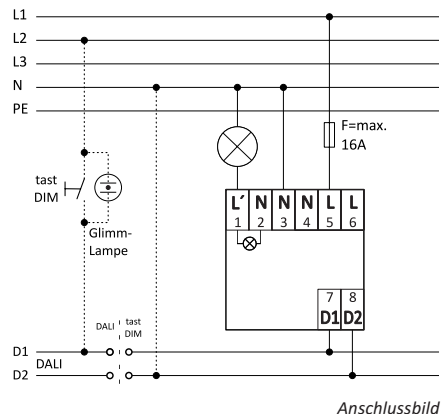 L1
L2
L3
N
PE
F=max.
16A
tast
DIM
Glimm-
Lampe
L´ N N N L L
1 2 3 4 5 6
7 8
D1 D2
DALI tast
DIM
D1
DALI
D2
Anschlussbild